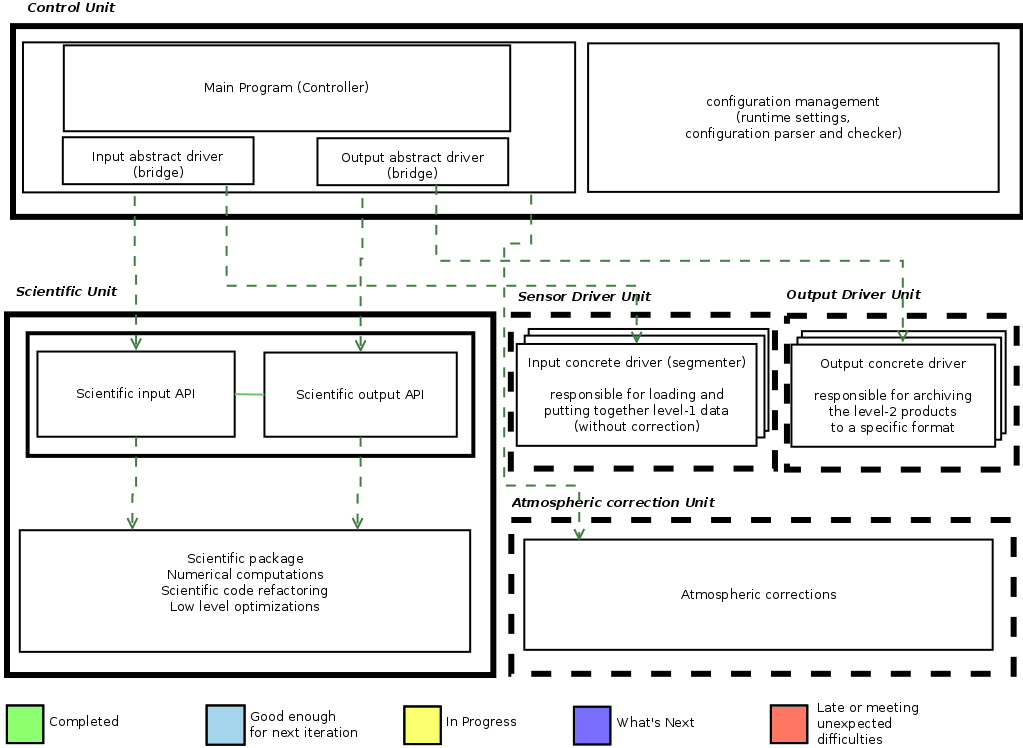 Control Unit
Main Program (Controller)
Input abstract driver
(bridge)
Output abstract driver
(bridge)
configuration management
(runtime settings,
configuration parser and checker)
Scientific Unit
Scientific input API
Scientific output API
Scientific package
Numerical computations
Scientific code refactoring
Low level optimizations
Sensor Driver Unit
Input concrete driver (segmenter)
responsible for loading and
putting together level-1 data
(without correction)
Output Driver Unit
Output concrete driver
responsible for archiving
the level-2 products
to a specific format
Atmospheric correction Unit
Atmospheric corrections
Completed
Good enough
for next iteration
In Progress
What's Next
Late or meeting
unexpected
difficulties